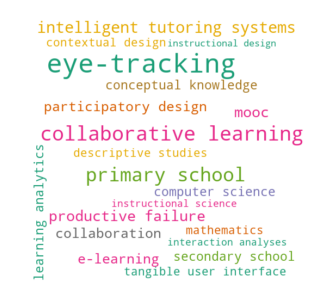 intelligent tutoring systems
contextual design
instructional design
eye-tracking
conceptual knowledge
participatory design
mooc
collaborative learning
descriptive studies
learning analytics
primary school
computer science
instructional science
productive failure
mathematics
collaboration
interaction analyses
e-learning
secondary school
tangible user interface